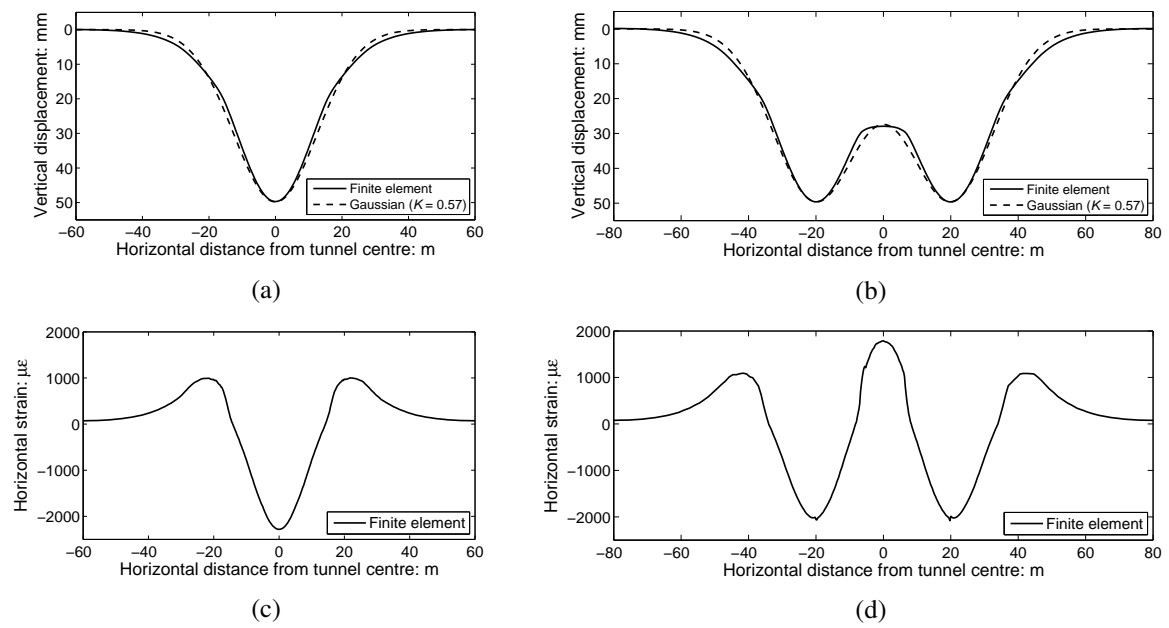 Vertical displacement: mm
0
10
20
30
40
50
−60 −40 −20 0 20 40 60
Horizontal distance from tunnel centre: m
Finite element
Gaussian (K = 0.57)
(a)
Vertical displacement: mm
0
10
20
30
40
50
−80 −60 −40 −20 0 20 40 60 80
Horizontal distance from tunnel centre: m
Finite element
Gaussian (K = 0.57)
(b)
Horizontal strain: με
2000
1000
0
−1000
−2000
−60 −40 −20 0 20 40 60
Horizontal distance from tunnel centre: m
Finite element
(c)
Horizontal strain: με
2000
1000
0
−1000
−2000
−80 −60 −40 −20 0 20 40 60 80
Horizontal distance from tunnel centre: m
Finite element
(d)